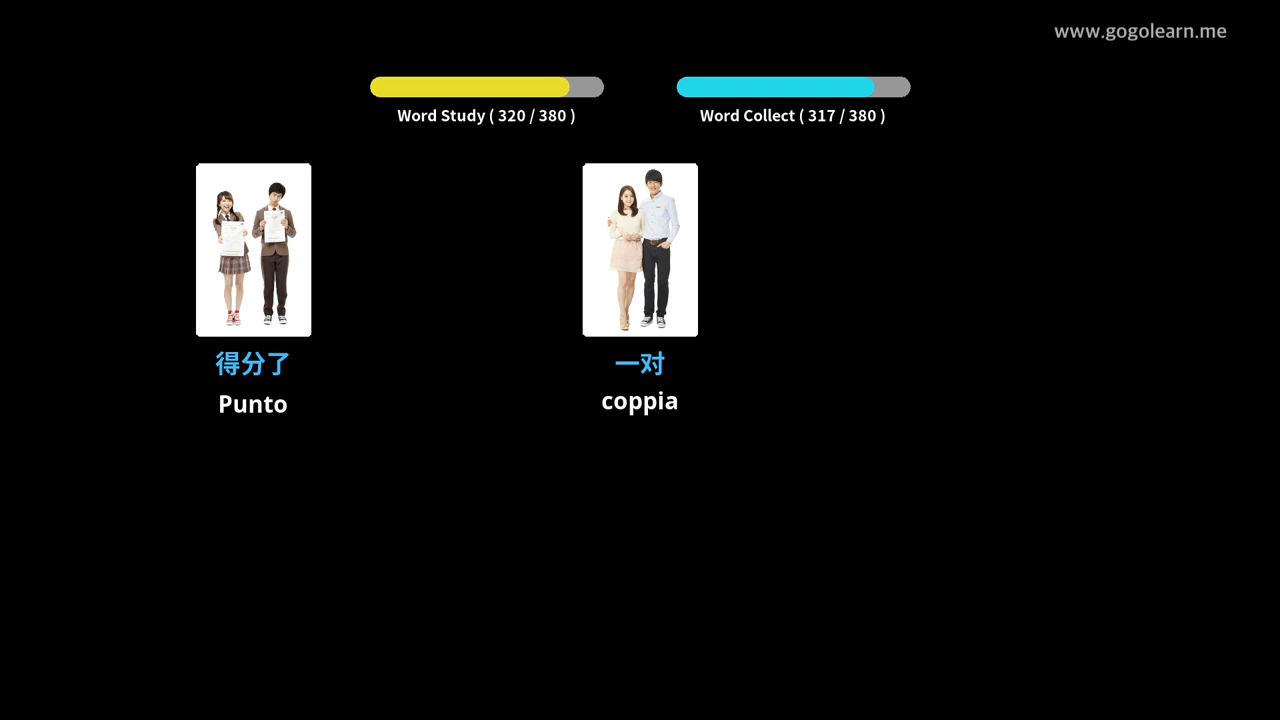 www.gogolearn.me
Word Study ( 320 / 380 )
Word Collect ( 317 / 380 )
得分了
Punto
一对
coppia